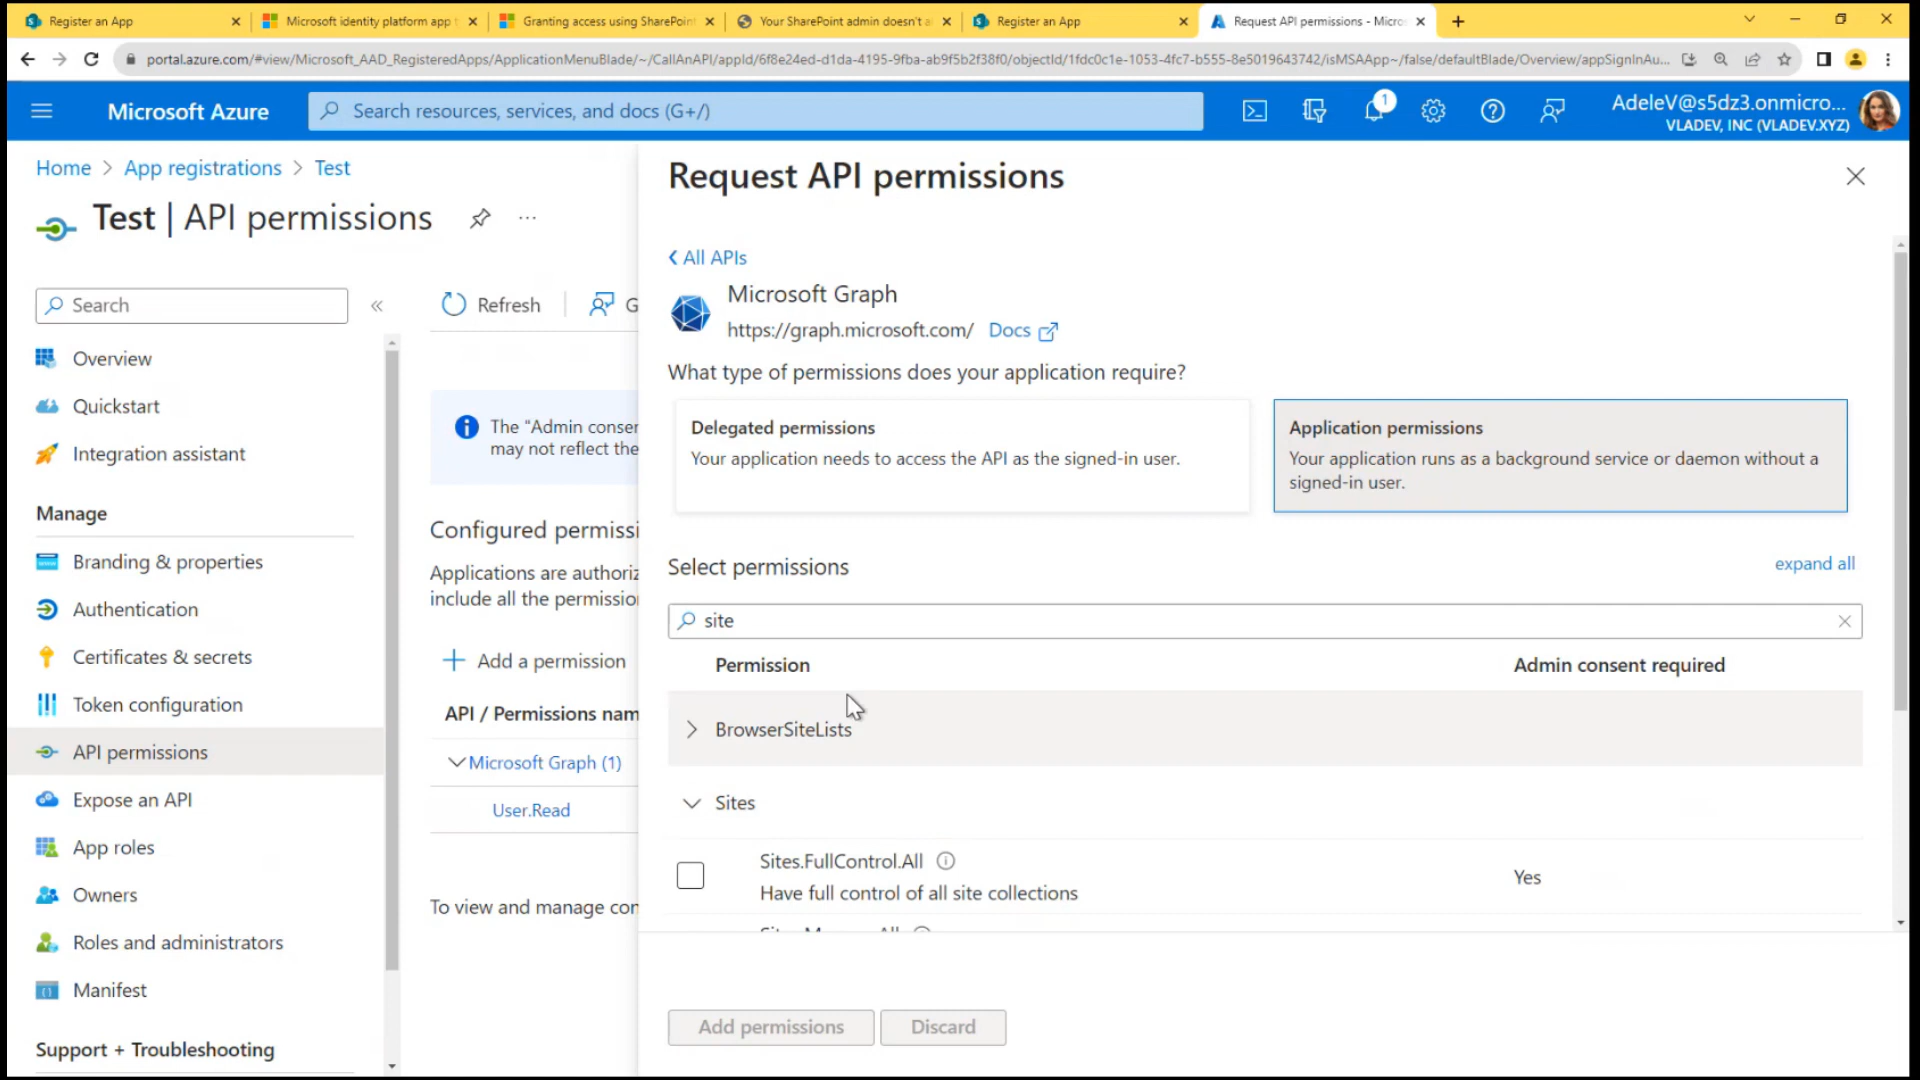 Register an App
Microsoft identity platform app t
Granting access using SharePoint
Your SharePoint admin doesn't a
Register an App
Request API permissions - Micros
portal.azure.com/#view/Microsoft_AAD_RegisteredApps/ApplicationMenuBlade/~/CallAnAPI/appId/6f8e24ed-d1da-4195-9fba-ab9f5b2f38f0/objectId/1fdc0c1e-1053-4fc7-b555-8e5019643742/isMSAApp~/false/defaultBlade/Overview/appSignInAu...
Microsoft Azure
Search resources, services, and docs (G+/)
1
AdeleV@s5dz3.onmicro...
VLADEV, INC (VLADEV.XYZ)
Home > App registrations > Test
Test | API permissions
Search
Overview
Quickstart
Integration assistant
Manage
Branding & properties
Authentication
Certificates & secrets
Token configuration
API permissions
Expose an API
App roles
Owners
Roles and administrators
Manifest
Support + Troubleshooting
Refresh
G
The "Admin conser
may not reflect the
Configured permissi
Applications are authoriz
include all the permission
Add a permission
API / Permissions nam
Microsoft Graph (1)
User.Read
To view and manage con
Request API permissions
All APIs
Microsoft Graph
https://graph.microsoft.com/ Docs
What type of permissions does your application require?
Delegated permissions
Your application needs to access the API as the signed-in user.
Application permissions
Your application runs as a background service or daemon without a
signed-in user.
Select permissions
expand all
site
Permission
Admin consent required
BrowserSiteLists
Sites
Sites.FullControl.All
Have full control of all site collections
Yes
Add permissions
Discard